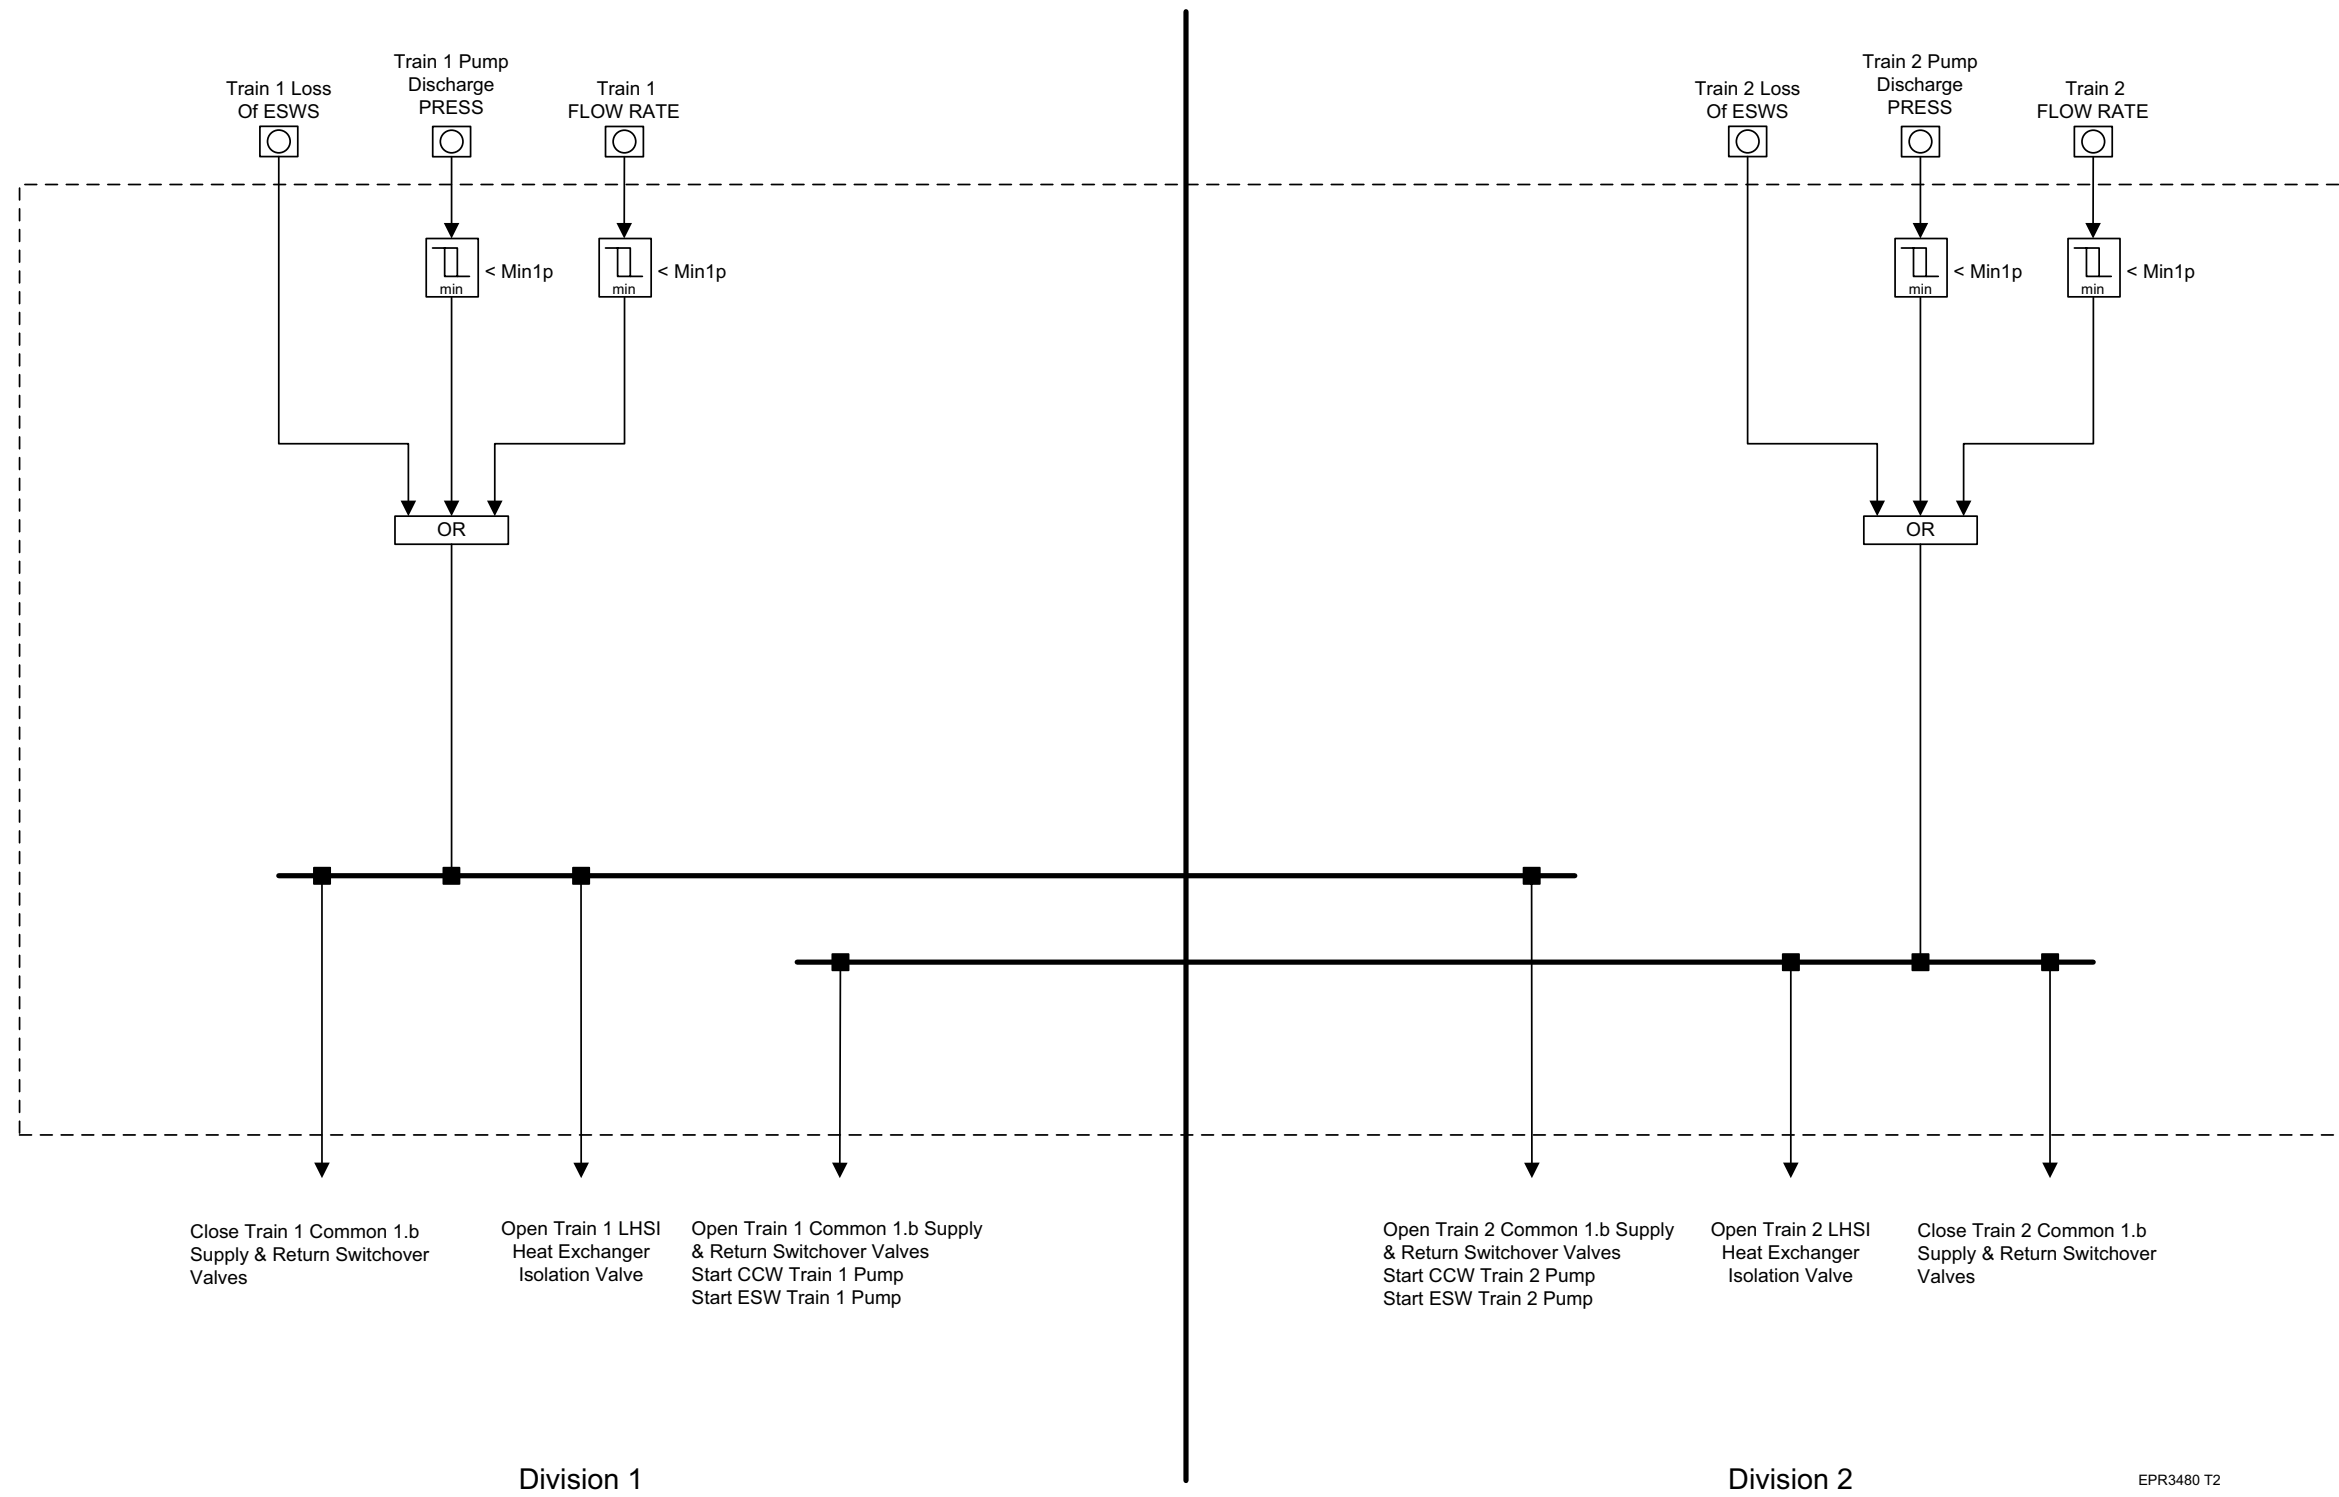 Train 1 Loss
Of ESWS
Train 1 Pump
Discharge
PRESS
Train 1
FLOW RATE
Train 2 Loss
Of ESWS
Train 2 Pump
Discharge
PRESS
Train 2
FLOW RATE
min
< Min1p
min
< Min1p
min
< Min1p
min
< Min1p
OR
OR
Close Train 1 Common 1.b
Supply & Return Switchover
Valves
Open Train 1 LHSI
Heat Exchanger
Isolation Valve
Open Train 1 Common 1.b Supply
& Return Switchover Valves
Start CCW Train 1 Pump
Start ESW Train 1 Pump
Open Train 2 Common 1.b Supply
& Return Switchover Valves
Start CCW Train 2 Pump
Start ESW Train 2 Pump
Open Train 2 LHSI
Heat Exchanger
Isolation Valve
Close Train 2 Common 1.b
Supply & Return Switchover
Valves
Division 1
Division 2
EPR3480 T2